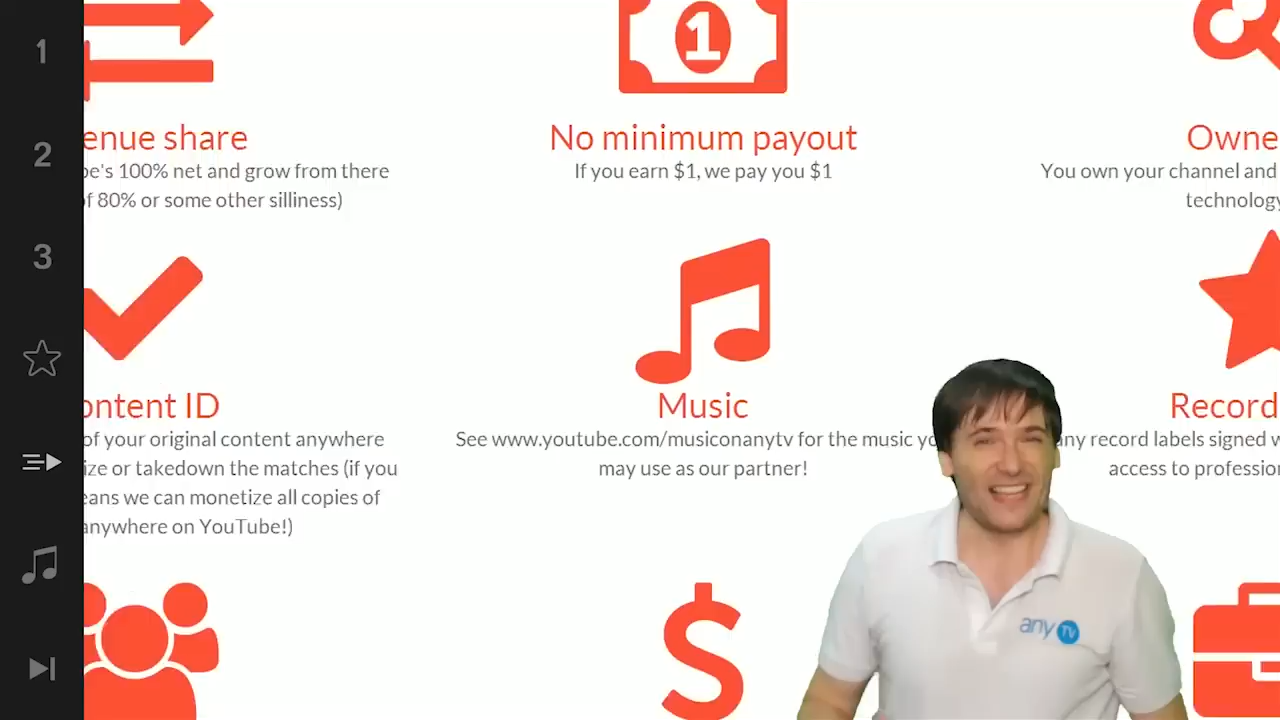 1
2
3
1
enue share
No minimum payout
Owne
be's 100% net and grow from there
If you earn $1, we pay you $1
You own your channel and
of 80% or some other silliness)
technology
ontent ID
Music
Record
of your original content anywhere
See www.youtube.com/musiconanytv for the music yo
any record labels signed w
ize or takedown the matches (if you
may use as our partner!
access to profession
eans we can monetize all copies of
anywhere on YouTube!)
any TV
$